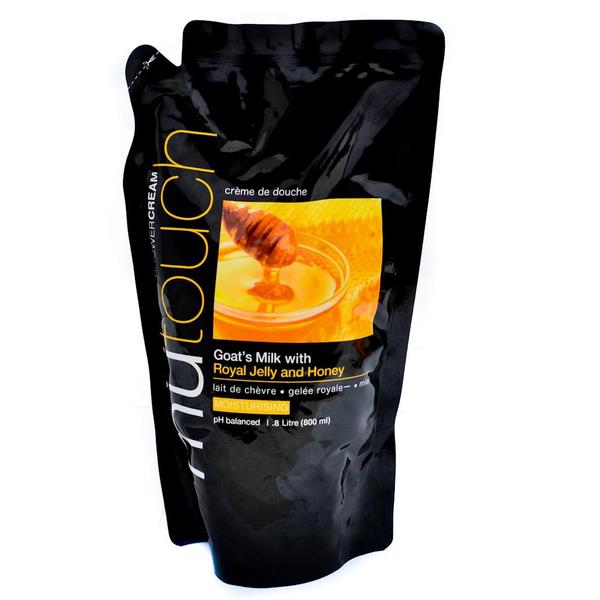 mutouch
SHOWERCREAM
crème de douche
Goat's Milk with
Royal Jelly and Honey
lait de chèvre • gelée royale— •
MOISTURISING
pH balanced | .8 Litre (800 ml)